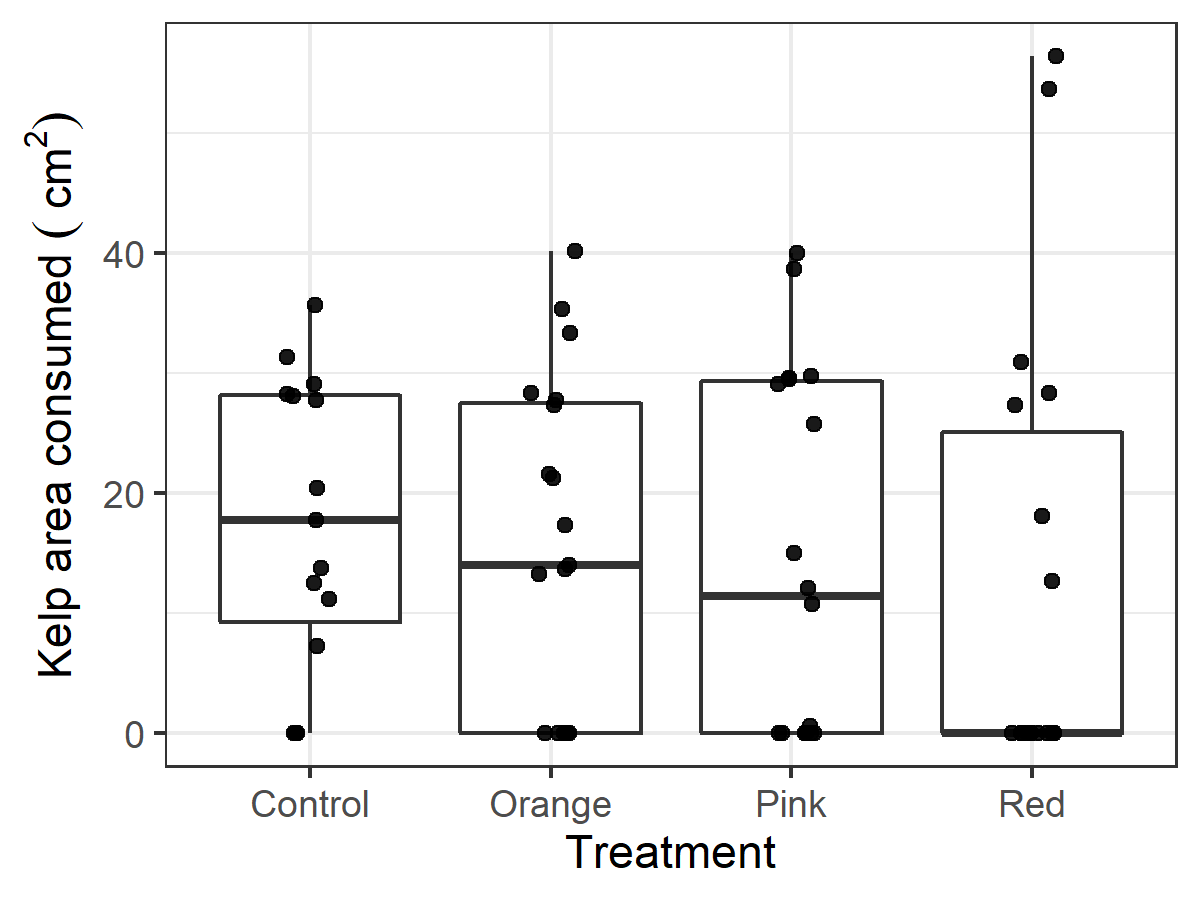 Kelp area consumed ( cm²)
40
20
0
Control Orange Pink Red
Treatment